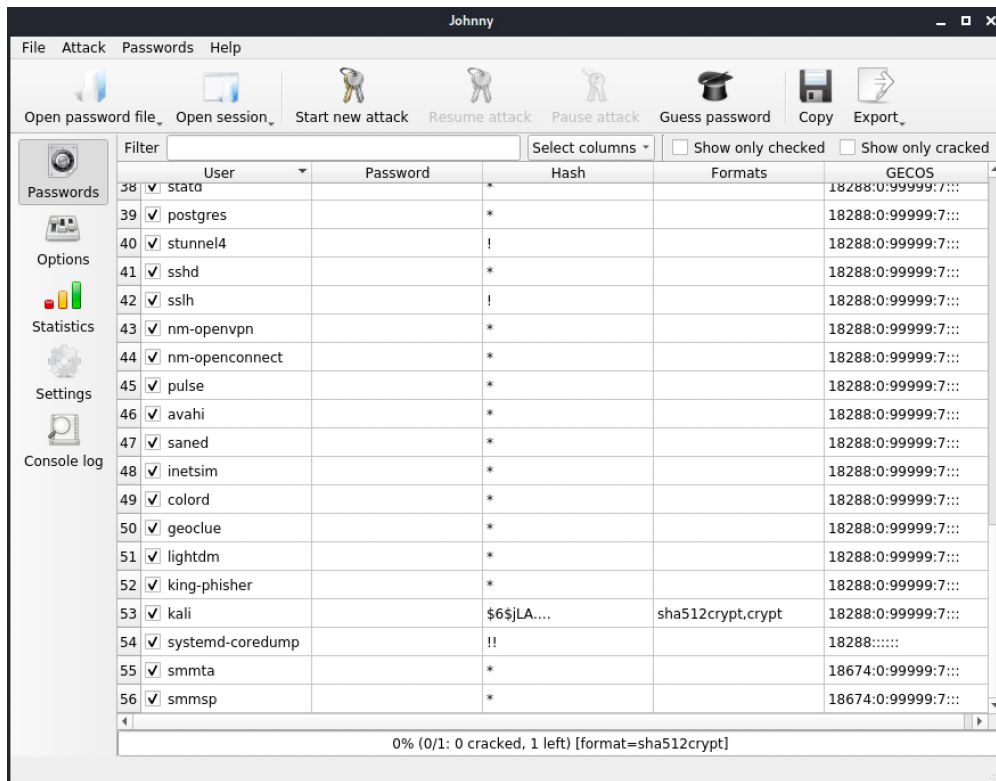 Johnny
File Attack Passwords Help
Open password file Open session Start new attack Resume attack Pause attack Guess password Copy Export
Filter Select columns Show only checked Show only cracked
Passwords
Options
Statistics
Settings
Console log
User Password Hash Formats GECOS
38 statd * 18288:0:99999:7:::
39 postgres * 18288:0:99999:7:::
40 stunnel4 ! 18288:0:99999:7:::
41 sshd * 18288:0:99999:7:::
42 sslh ! 18288:0:99999:7:::
43 nm-openvpn * 18288:0:99999:7:::
44 nm-openconnect * 18288:0:99999:7:::
45 pulse * 18288:0:99999:7:::
46 avahi * 18288:0:99999:7:::
47 saned * 18288:0:99999:7:::
48 inetsim * 18288:0:99999:7:::
49 colord * 18288:0:99999:7:::
50 geoclue * 18288:0:99999:7:::
51 lightdm * 18288:0:99999:7:::
52 king-phisher * 18288:0:99999:7:::
53 kali $6$jLA.... sha512crypt,crypt 18288:0:99999:7:::
54 systemd-coredump !! 18288::::::
55 smmta * 18674:0:99999:7:::
56 smmsp * 18674:0:99999:7:::
0% (0/1: 0 cracked, 1 left) [format=sha512crypt]